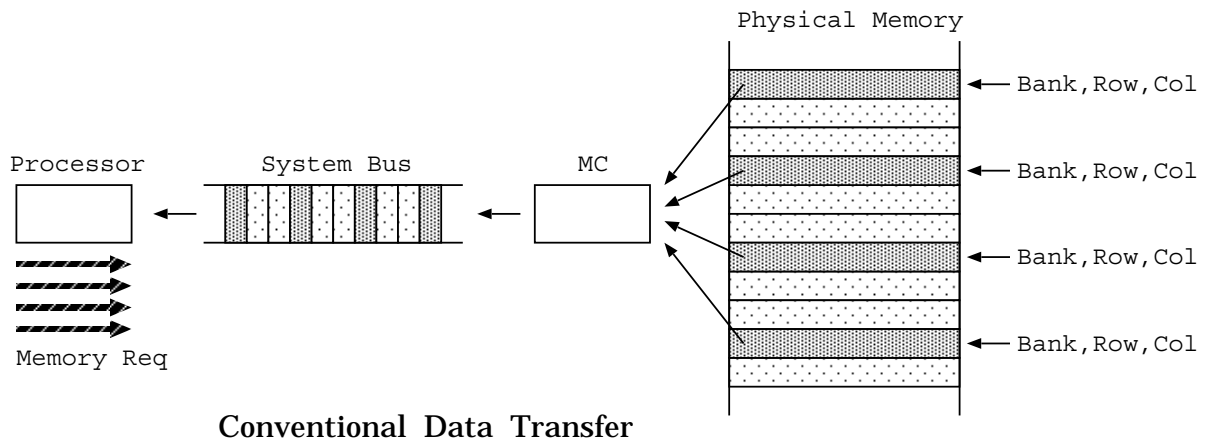 Physical Memory
Bank,Row,Col
Processor
System Bus
MC
Bank,Row,Col
Bank,Row,Col
Memory Req
Bank,Row,Col
Conventional Data Transfer